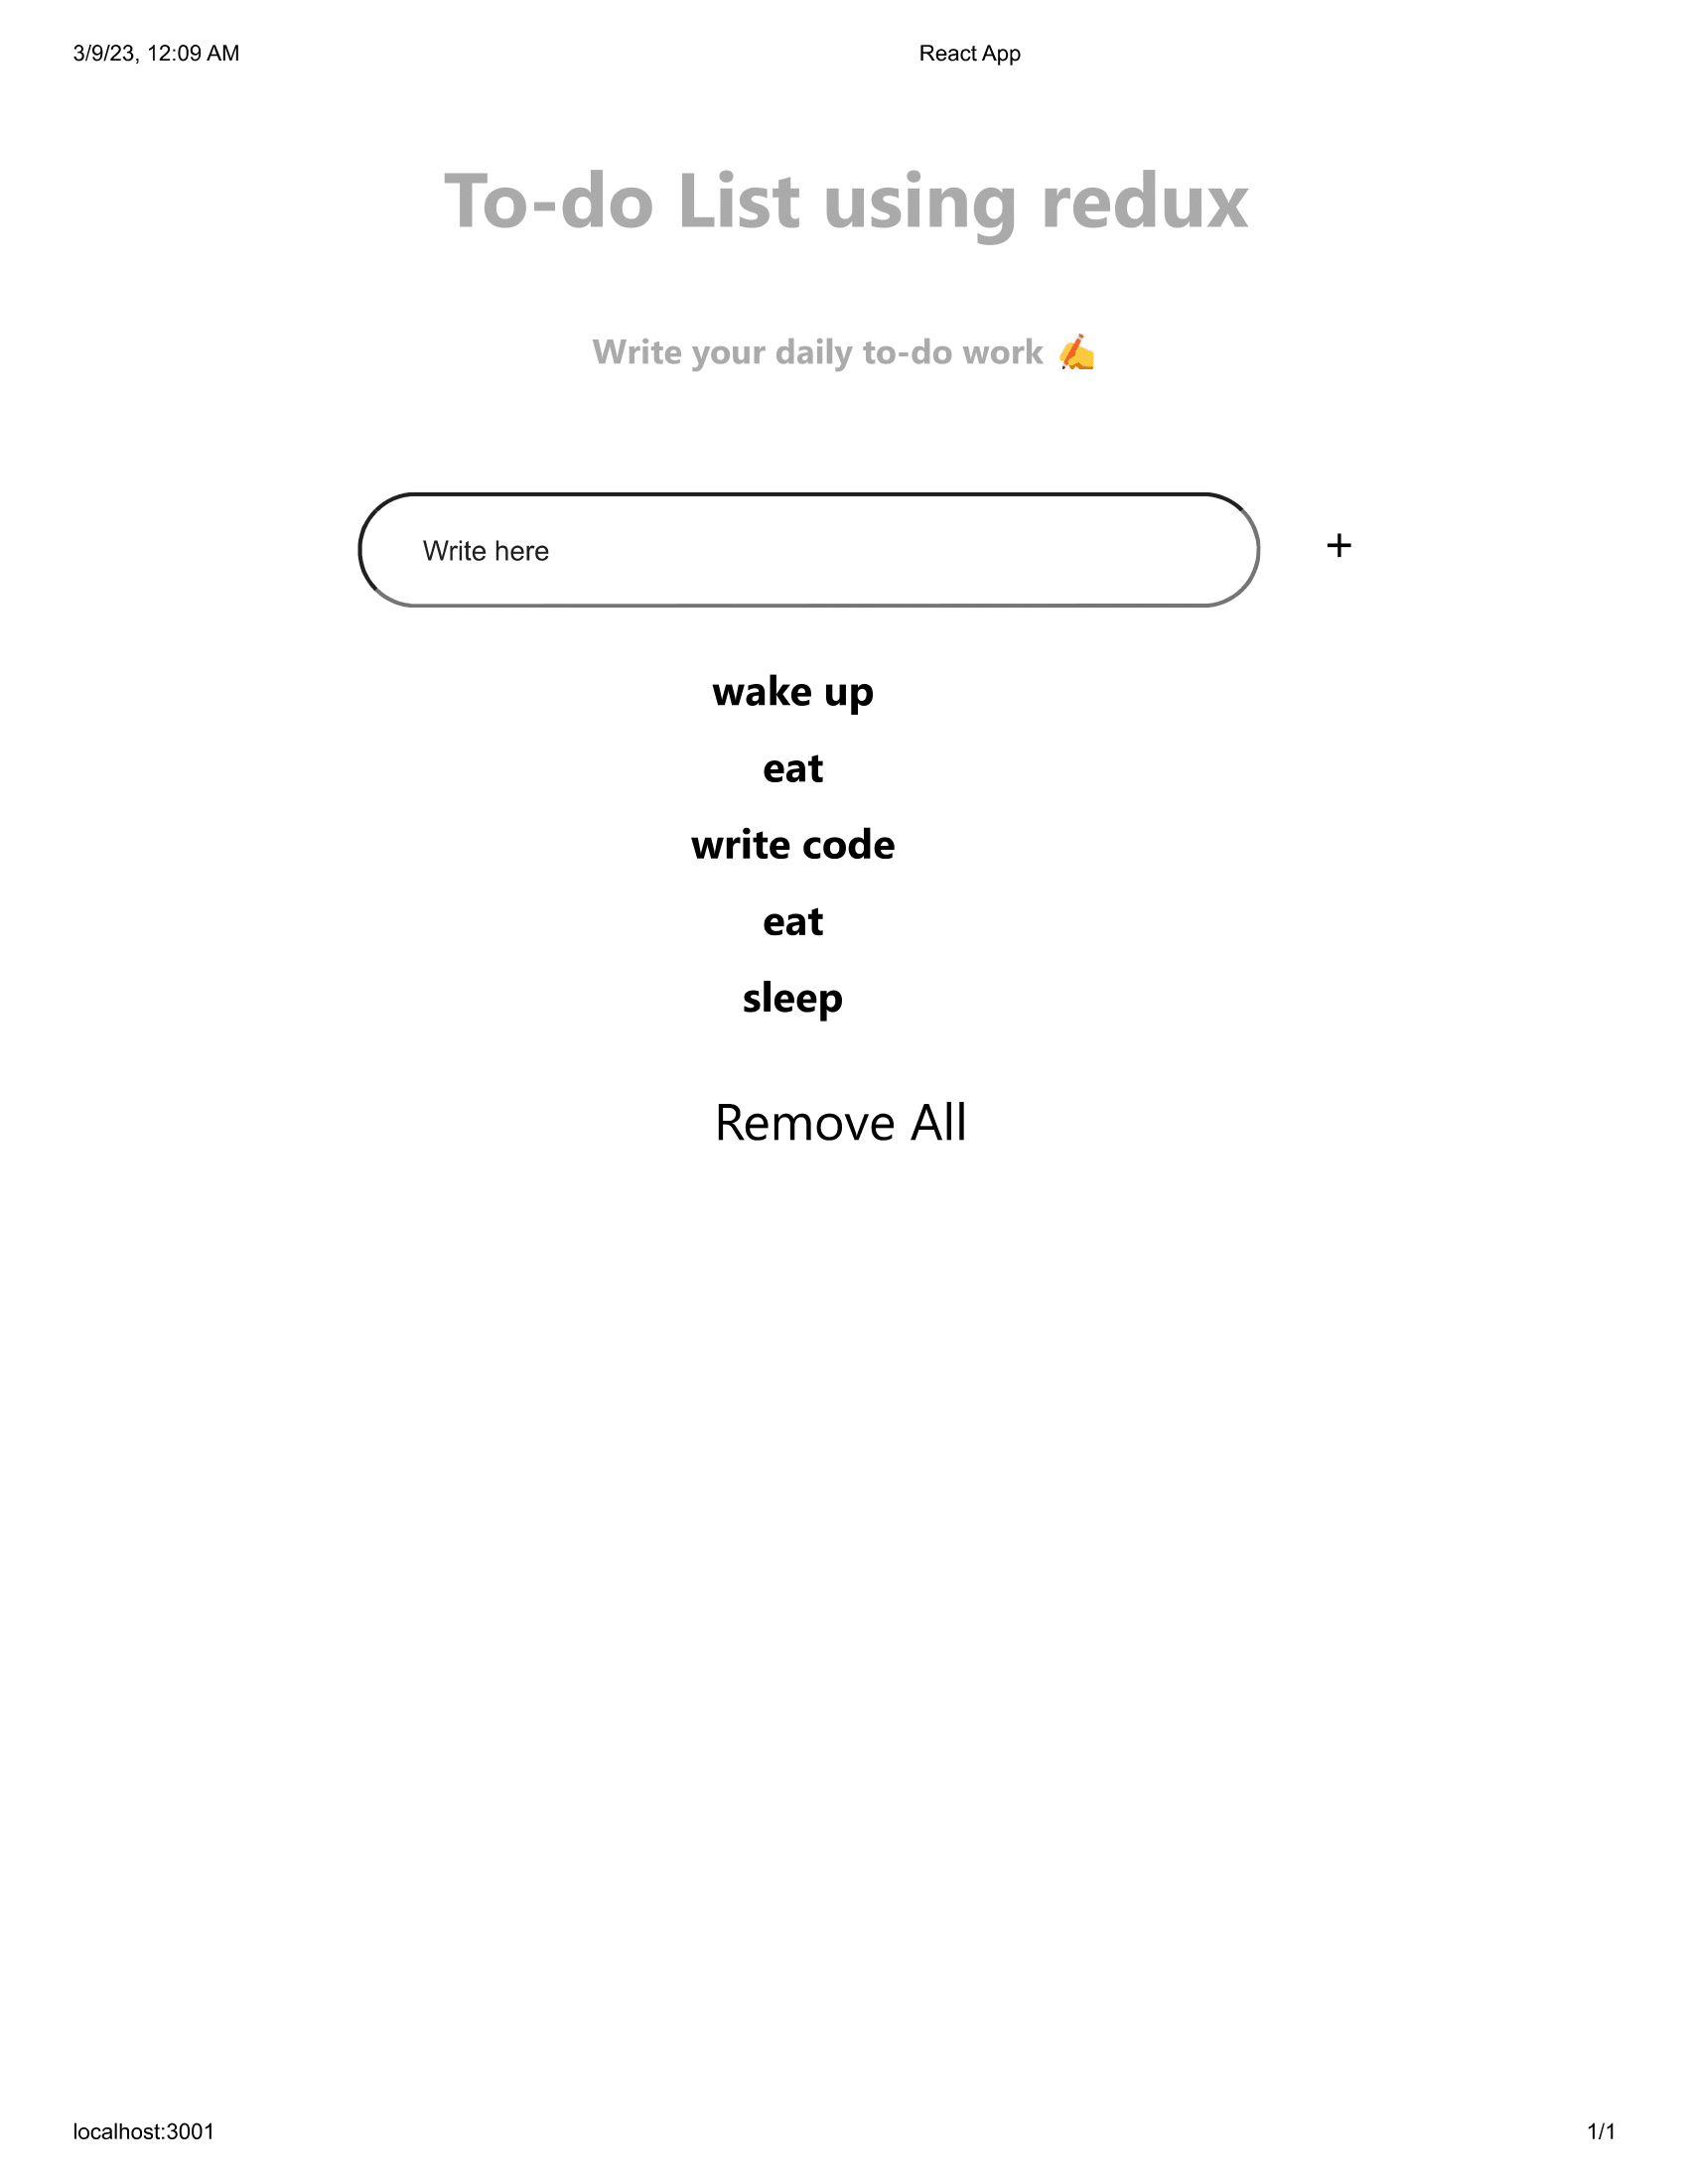 3/9/23, 12:09 AM React App
To-do List using redux
Write your daily to-do work ✍️
Write here +
wake up
eat
write code
eat
sleep
Remove All
localhost:3001 1/1